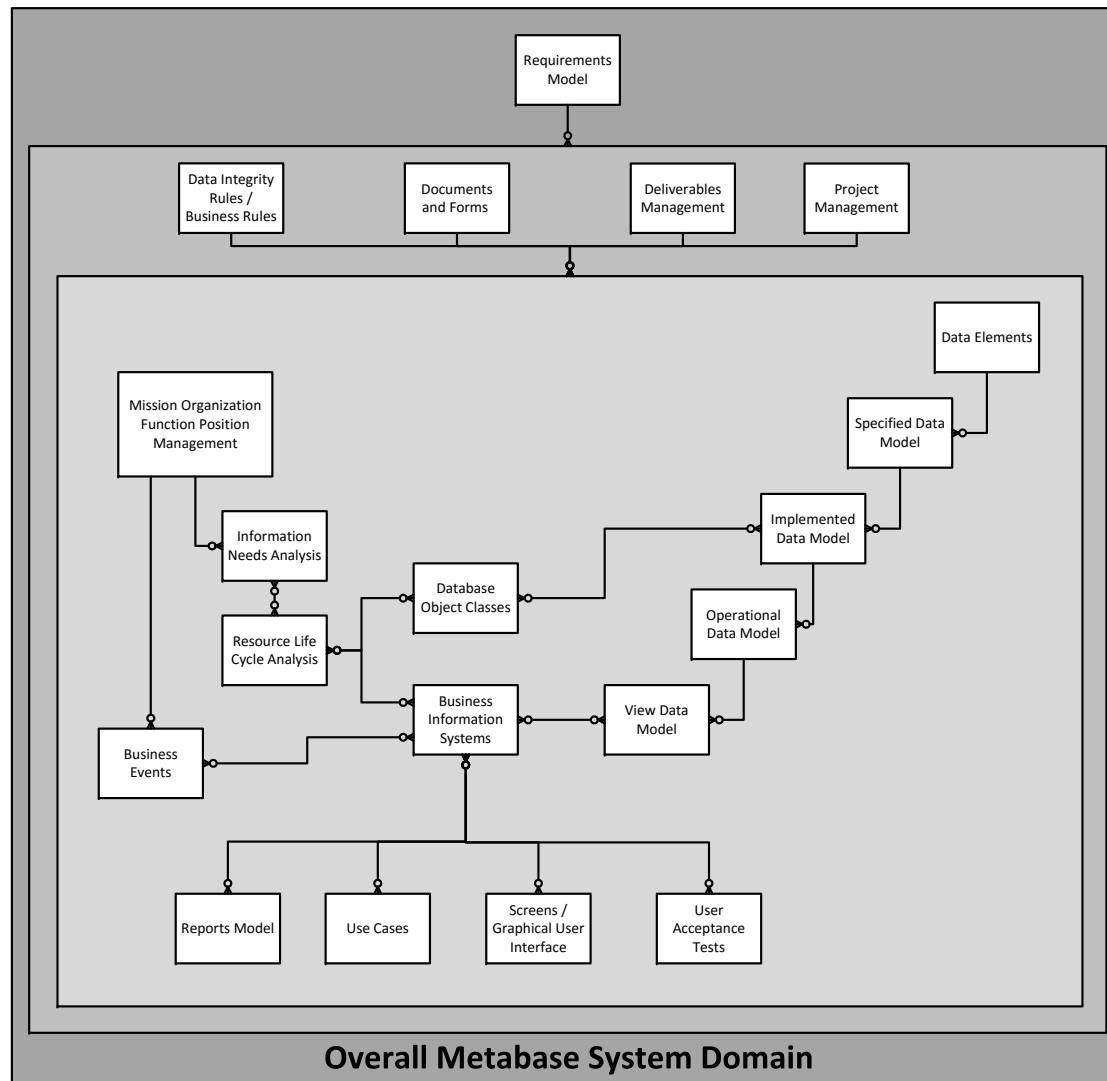 Requirements
Model
Data Integrity
Rules /
Business Rules
Documents
and Forms
Deliverables
Management
Project
Management
Data Elements
Mission Organization
Function Position
Management
Specified Data
Model
Information
Needs Analysis
Implemented
Data Model
Database
Object Classes
Operational
Data Model
Resource Life
Cycle Analysis
Business
Information
Systems
View Data
Model
Business
Events
Reports Model
Use Cases
Screens /
Graphical User
Interface
User
Acceptance
Tests
Overall Metabase System Domain